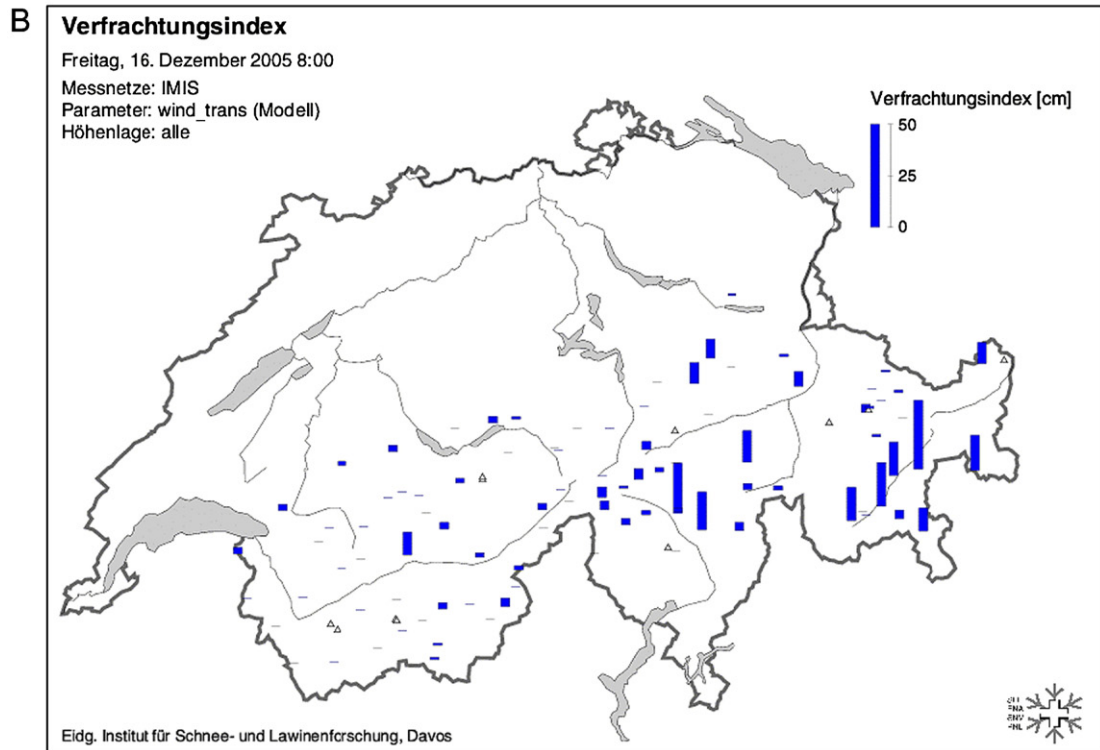 B
Verfrachtungsindex
Freitag, 16. Dezember 2005 8:00
Messnetze: IMIS
Parameter: wind_trans (Modell)
Höhenlage: alle
Verfrachtungsindex [cm]
50
25
0
Eidg. Institut für Schnee- und Lawinenforschung, Davos